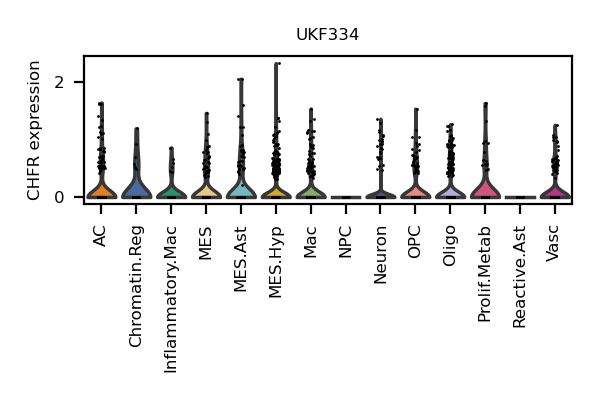 UKF334
CHFR expression
2
0
AC
Chromatin.Reg
Inflammatory.Mac
MES
MES.Ast
MES.Hyp
Mac
NPC
Neuron
OPC
Oligo
Prolif.Metab
Reactive.Ast
Vasc